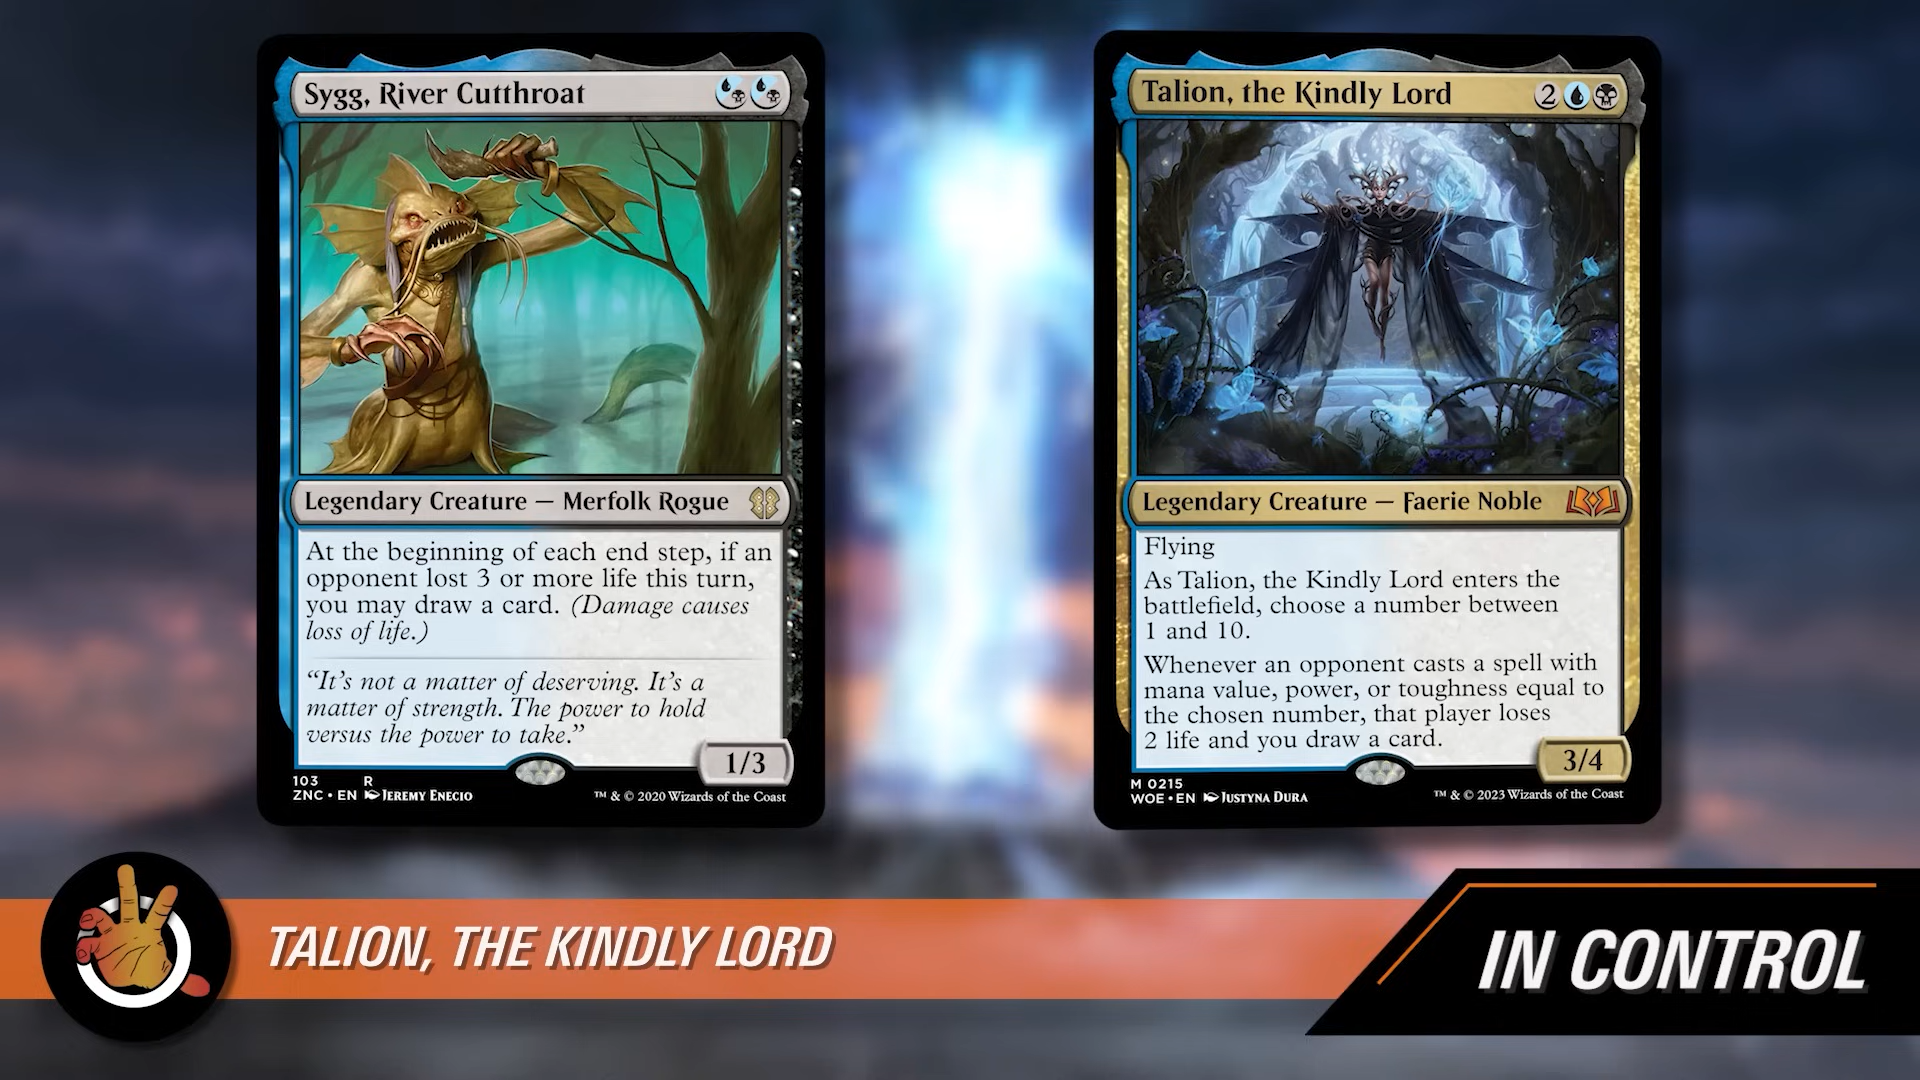 Sygg, River Cutthroat
Legendary Creature — Merfolk Rogue
At the beginning of each end step, if an
opponent lost 3 or more life this turn,
you may draw a card. (Damage causes
loss of life.)
“It’s not a matter of deserving. It’s a
matter of strength. The power to hold
versus the power to take.”
1/3
103 R
ZNC • EN Jeremy Enecio
™ & © 2020 Wizards of the Coast
Talion, the Kindly Lord
2
Legendary Creature — Faerie Noble
Flying
As Talion, the Kindly Lord enters the
battlefield, choose a number between
1 and 10.
Whenever an opponent casts a spell with
mana value, power, or toughness equal to
the chosen number, that player loses
2 life and you draw a card.
3/4
M 0215
WOE • EN Justyna Dura
™ & © 2023 Wizards of the Coast
TALION, THE KINDLY LORD
IN CONTROL